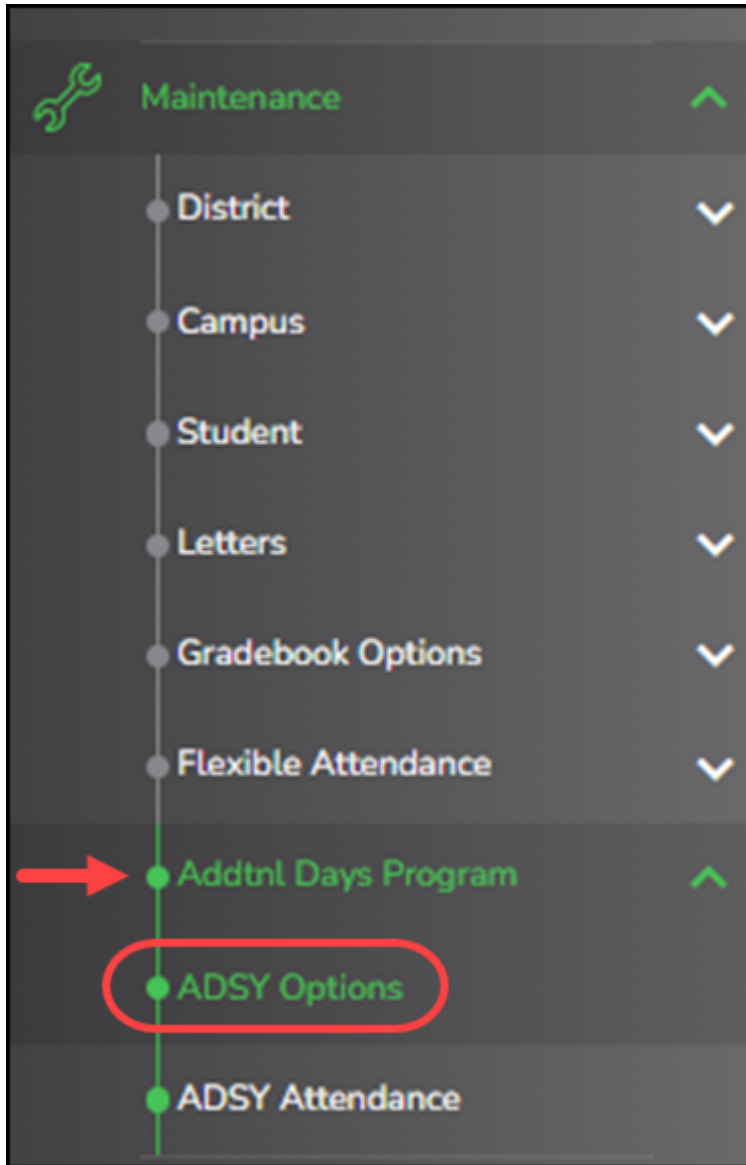 Maintenance
District
Campus
Student
Letters
Gradebook Options
Flexible Attendance
Addtnl Days Program
ADSY Options
ADSY Attendance